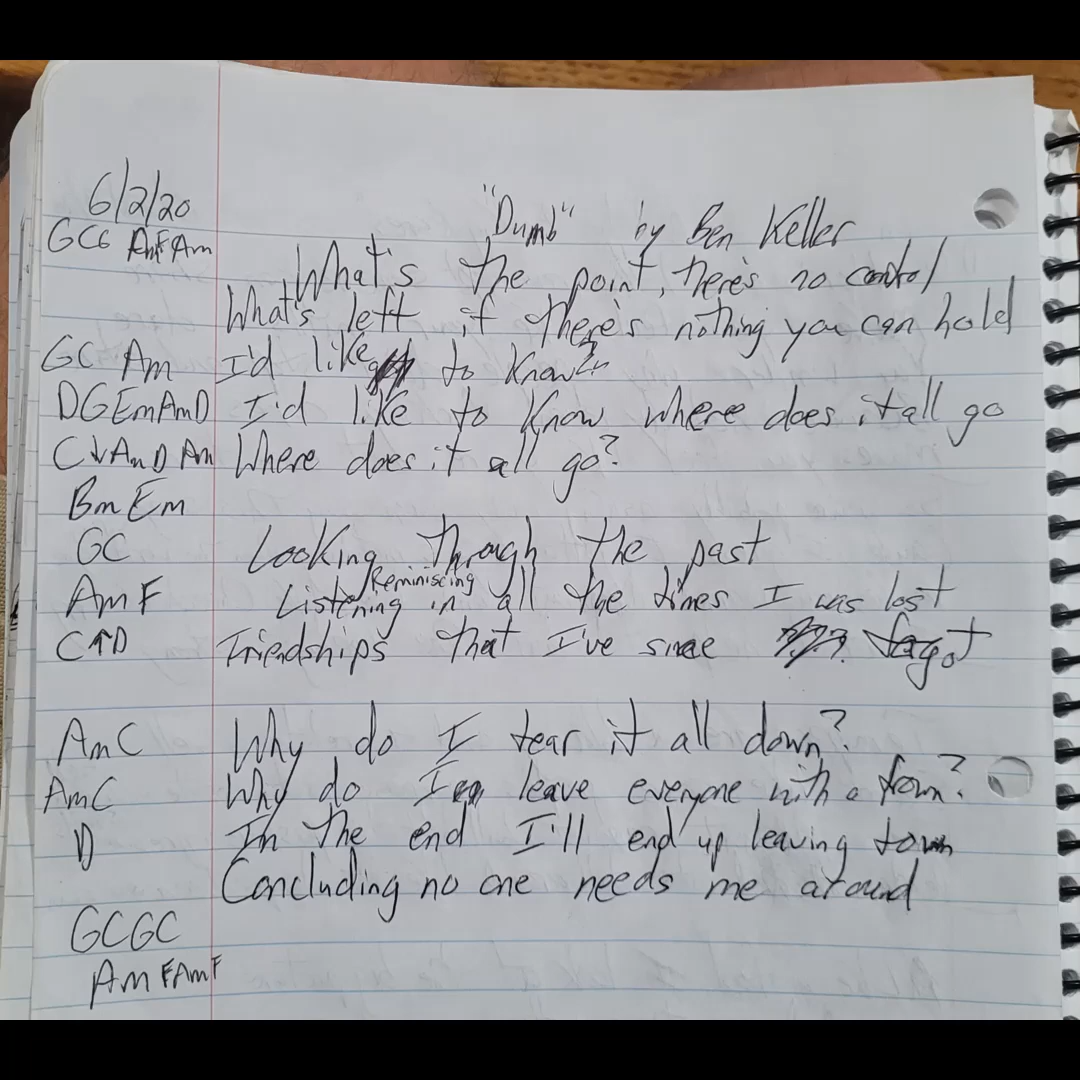 6/2/20
"Dumb" by Ben Keller
GCG AmFAm
What's the point, there's no control
What's left if there's nothing you can hold
GC Am I'd like to know
DGEmAmD I'd like to know where does it all go
C↓AmD Am Where does it all go?
Bm Em
GC Looking through the past
Reminiscing
AmF Listening in all the times I was lost
C↑D Friendships that I've since forgot
AmC Why do I tear it all down?
AmC Why do I leave everyone with a frown?
D In the end I'll end up leaving town
Concluding no one needs me around
GCGC
AmFAmF